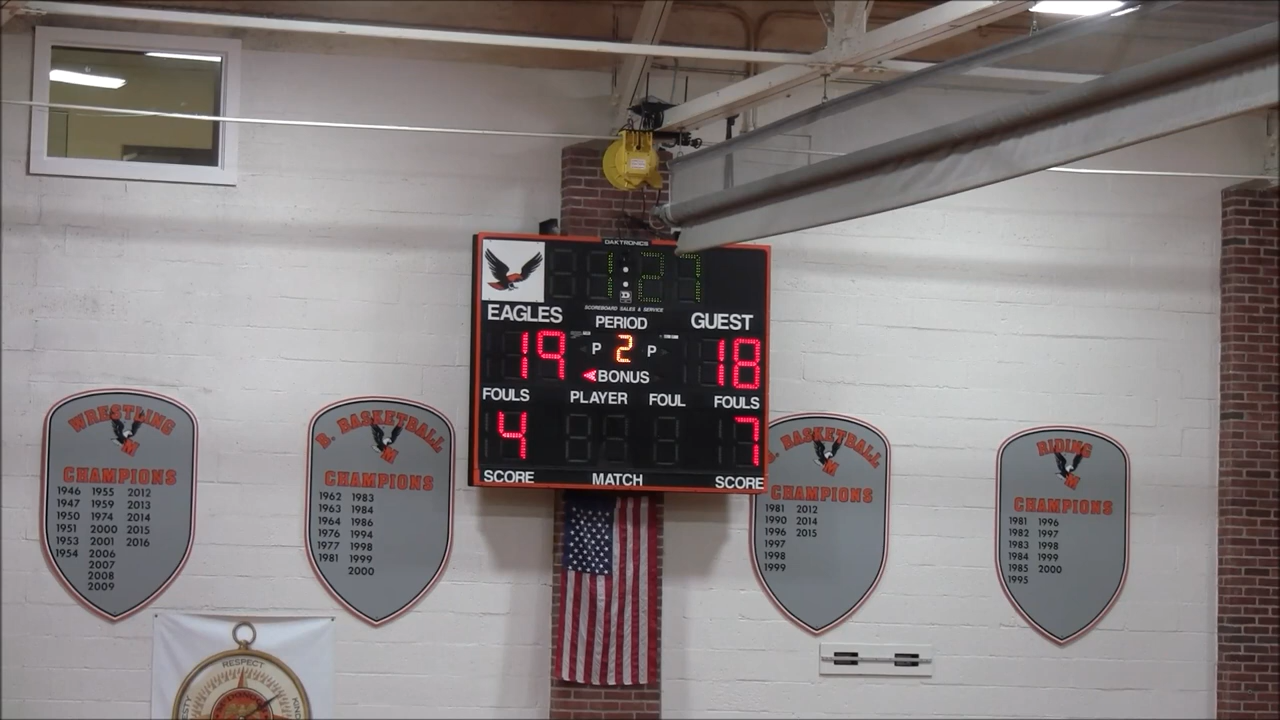 DAKTRONICS
1:27
SCOREBOARD SALES & SERVICE
EAGLES PERIOD GUEST
19 P 2 P 18
BONUS
FOULS PLAYER FOUL FOULS
4 7
SCORE MATCH SCORE
WRESTLING
M
CHAMPIONS
1946 1955 2012
1947 1959 2013
1950 1974 2014
1951 2000 2015
1953 2001 2016
1954 2006
2007
2008
2009
B. BASKETBALL
M
CHAMPIONS
1962 1983
1963 1984
1964 1986
1976 1994
1977 1998
1981 1999
2000
BASKETBALL
M
CHAMPIONS
1981 2012
1990 2014
1996 2015
1997
1998
1999
RIDING
M
CHAMPIONS
1981 1996
1982 1997
1983 1998
1984 1999
1985 2000
1995
RESPECT